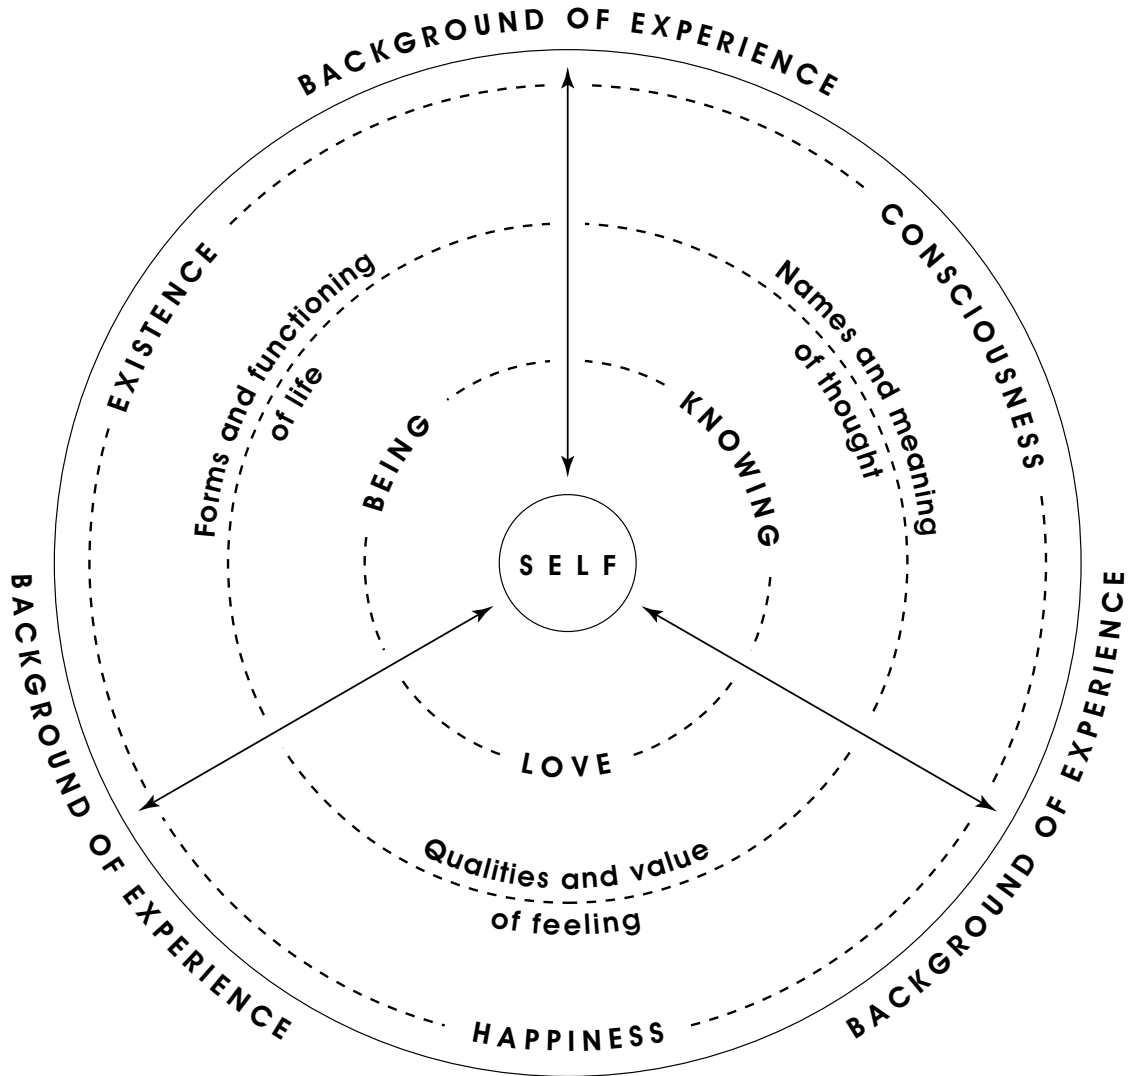 BACKGROUND OF EXPERIENCE
EXISTENCE
CONSCIOUSNESS
Forms and functioning
of life
Names and meaning
of thought
BEING
KNOWING
SELF
LOVE
Qualities and value
of feeling
HAPPINESS
BACKGROUND OF EXPERIENCE
BACKGROUND OF EXPERIENCE